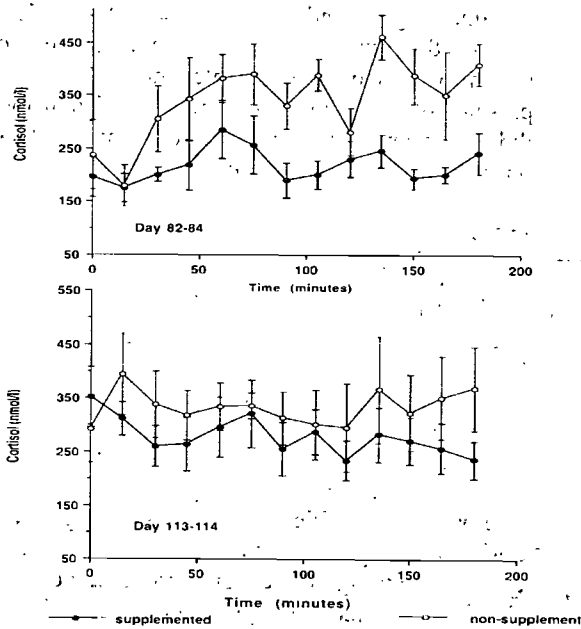 450
350
250
150
50
Cortisol (nmol/l)
Day 82-84
0 50 100 150 200
Time (minutes)
550
450
350
250
150
50
Cortisol (nmol/l)
Day 113-114
0 50 100 150 200
Time (minutes)
supplemented non-supplement